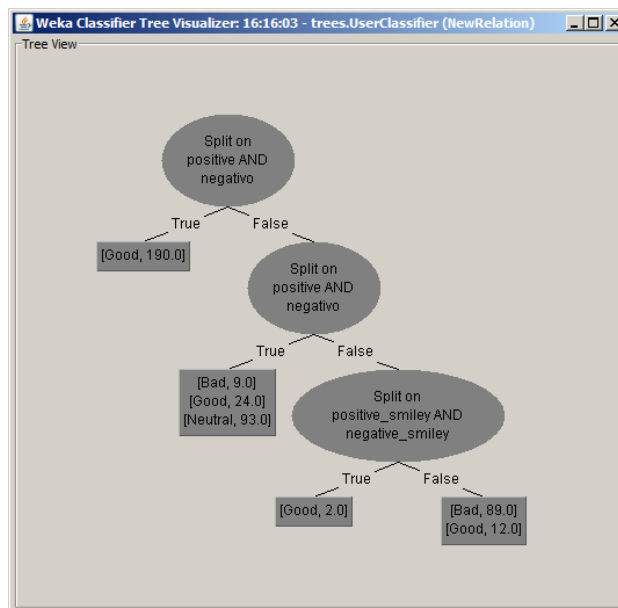 Weka Classifier Tree Visualizer: 16:16:03 - trees.UserClassifier (NewRelation)
Tree View
Split on
positive AND
negativo
True
False
[Good, 190.0]
Split on
positive AND
negativo
True
False
[Bad, 9.0]
[Good, 24.0]
[Neutral, 93.0]
Split on
positive_smiley AND
negative_smiley
True
False
[Good, 2.0]
[Bad, 89.0]
[Good, 12.0]